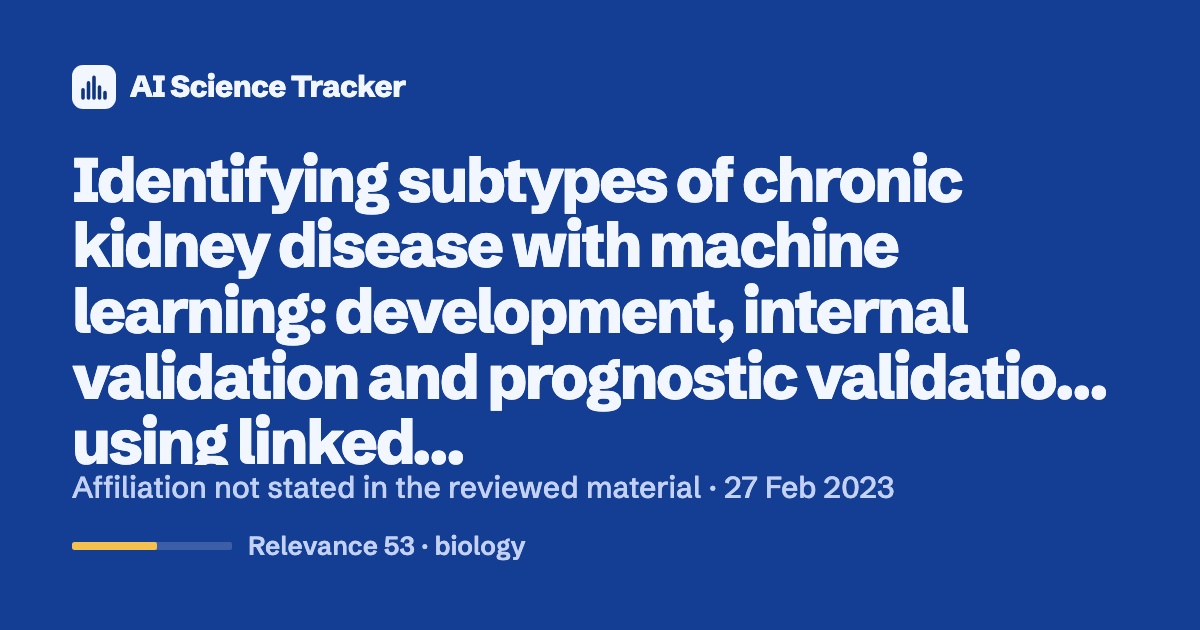 AI Science Tracker
Identifying subtypes of chronic
kidney disease with machine
learning: development, internal
validation and prognostic validatio...
using linked...
Affiliation not stated in the reviewed material · 27 Feb 2023
Relevance 53 · biology